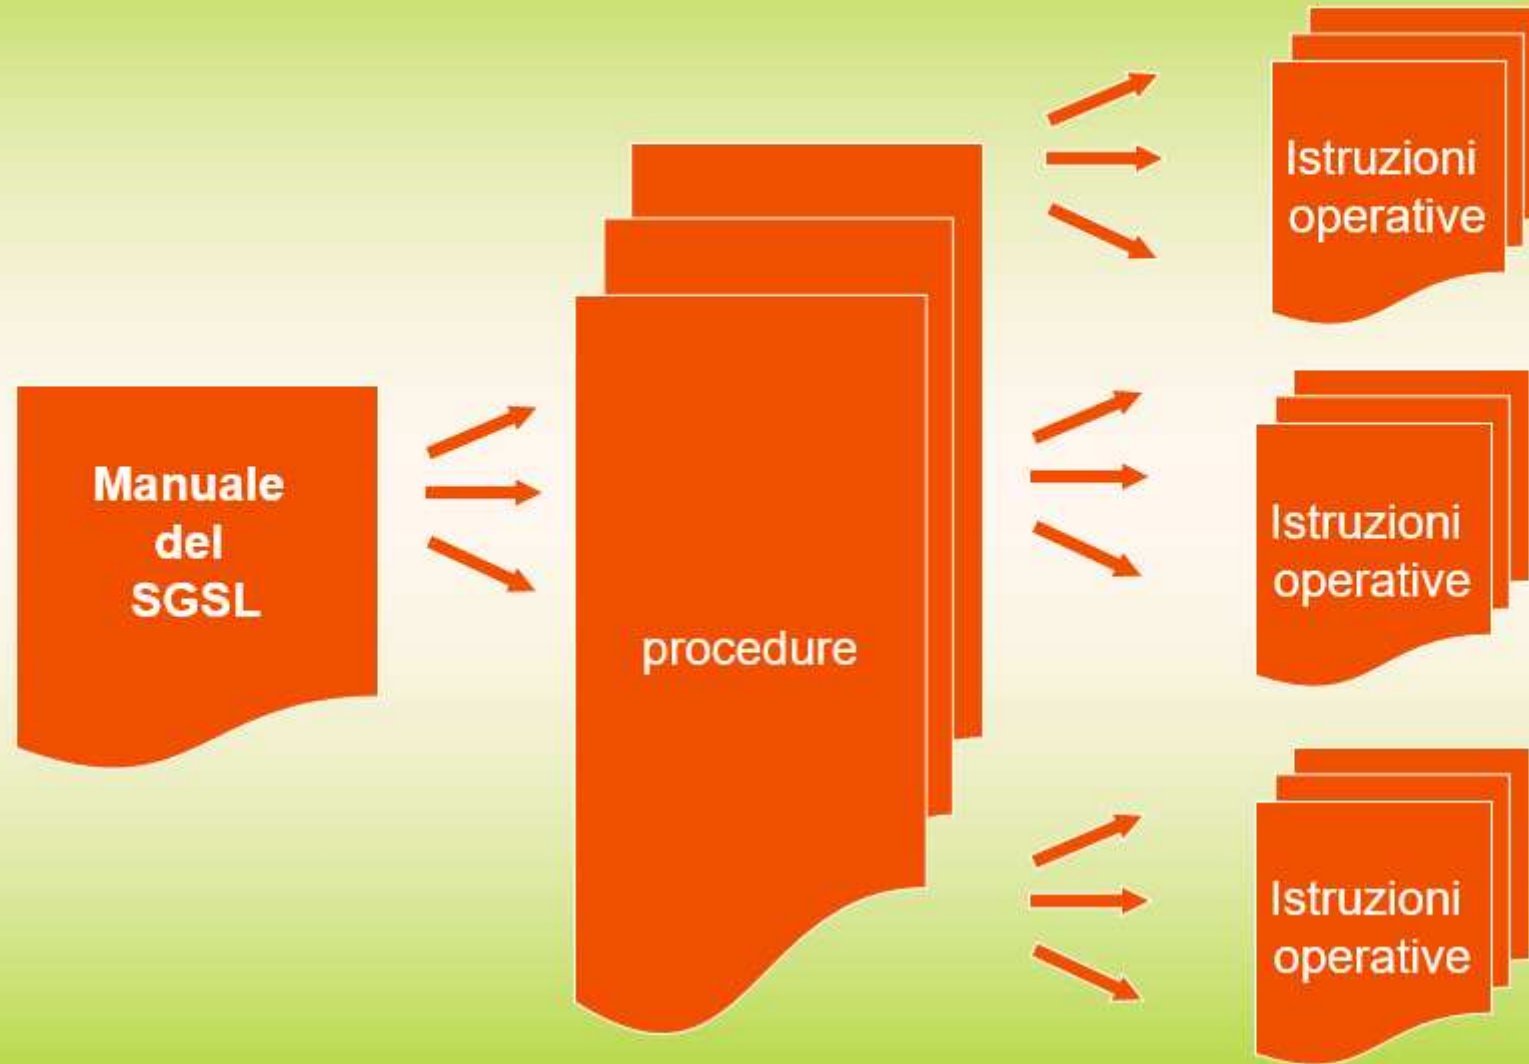 Manuale
del
SGSL
procedure
Istruzioni
operative
Istruzioni
operative
Istruzioni
operative